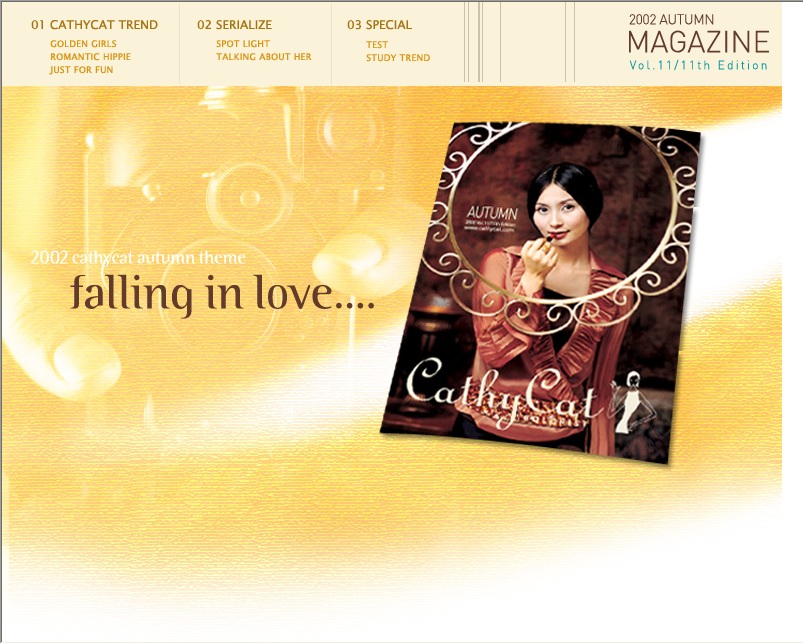 01 CATHYCAT TREND
GOLDEN GIRLS
ROMANTIC HIPPIE
JUST FOR FUN
02 SERIALIZE
SPOT LIGHT
TALKING ABOUT HER
03 SPECIAL
TEST
STUDY TREND
2002 AUTUMN
MAGAZINE
Vol.11/11th Edition
2002 cathycat autumn theme
falling in love....
AUTUMN
www.cathycat.com
CathyCat